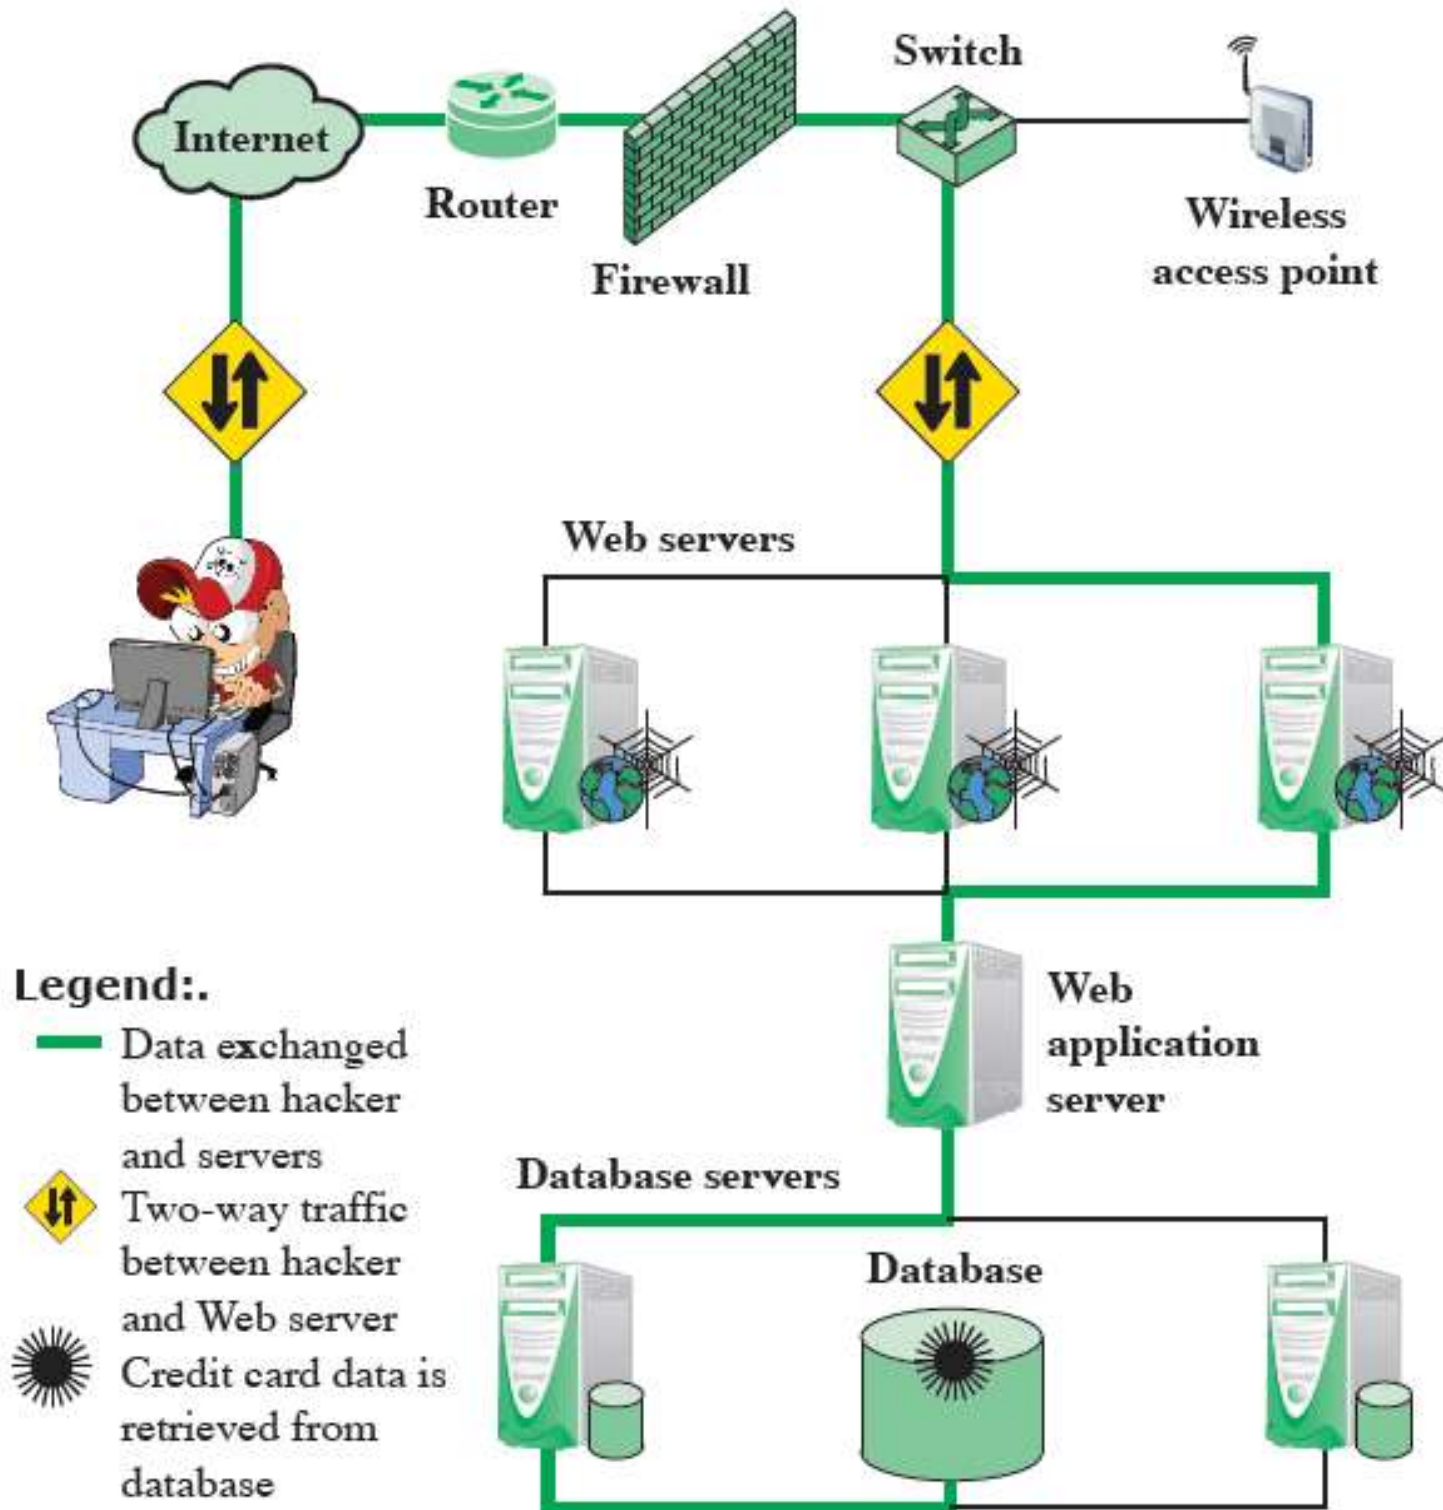 Switch
Internet
Router
Wireless
access point
Firewall
Web servers
Web
application
server
Database servers
Database
Legend:.
Data exchanged
between hacker
and servers
Two-way traffic
between hacker
and Web server
Credit card data is
retrieved from
database